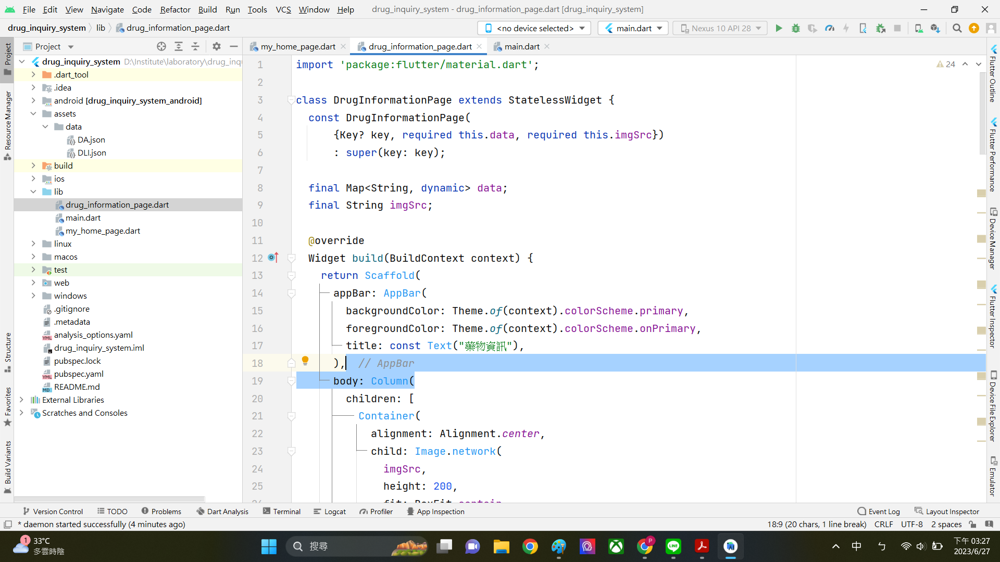 File Edit View Navigate Code Refactor Build Run Tools VCS Window Help drug_inquiry_system - drug_information_page.dart [drug_inquiry_system]
drug_inquiry_system lib drug_information_page.dart <no device selected> main.dart Nexus 10 API 28
Project
my_home_page.dart drug_information_page.dart main.dart
drug_inquiry_system D:\Institute\laboratory\drug_inq
.dart_tool
.idea
android [drug_inquiry_system_android]
assets
data
DA.json
DLI.json
build
ios
lib
drug_information_page.dart
main.dart
my_home_page.dart
linux
macos
test
web
windows
.gitignore
.metadata
analysis_options.yaml
drug_inquiry_system.iml
pubspec.lock
pubspec.yaml
README.md
External Libraries
Scratches and Consoles
Project
Resource Manager
Structure
Favorites
Build Variants
24
1 import 'package:flutter/material.dart';
2
3 class DrugInformationPage extends StatelessWidget {
4 const DrugInformationPage(
5 {Key? key, required this.data, required this.imgSrc})
6 : super(key: key);
7
8 final Map<String, dynamic> data;
9 final String imgSrc;
10
11 @override
12 Widget build(BuildContext context) {
13 return Scaffold(
14 appBar: AppBar(
15 backgroundColor: Theme.of(context).colorScheme.primary,
16 foregroundColor: Theme.of(context).colorScheme.onPrimary,
17 title: const Text("藥物資訊"),
18 ), // AppBar
19 body: Column(
20 children: [
21 Container(
22 alignment: Alignment.center,
23 child: Image.network(
24 imgSrc,
25 height: 200,
26 fit: BoxFit.contain
Flutter Outline
Flutter Performance
Device Manager
Flutter Inspector
Device File Explorer
Emulator
Version Control TODO Problems Dart Analysis Terminal Logcat Profiler App Inspection Event Log Layout Inspector
* daemon started successfully (4 minutes ago) 18:9 (20 chars, 1 line break) CRLF UTF-8 2 spaces
1 33°C
多雲時陰
搜尋
P
LINE
中 ㄅ
下午 03:27
2023/6/27